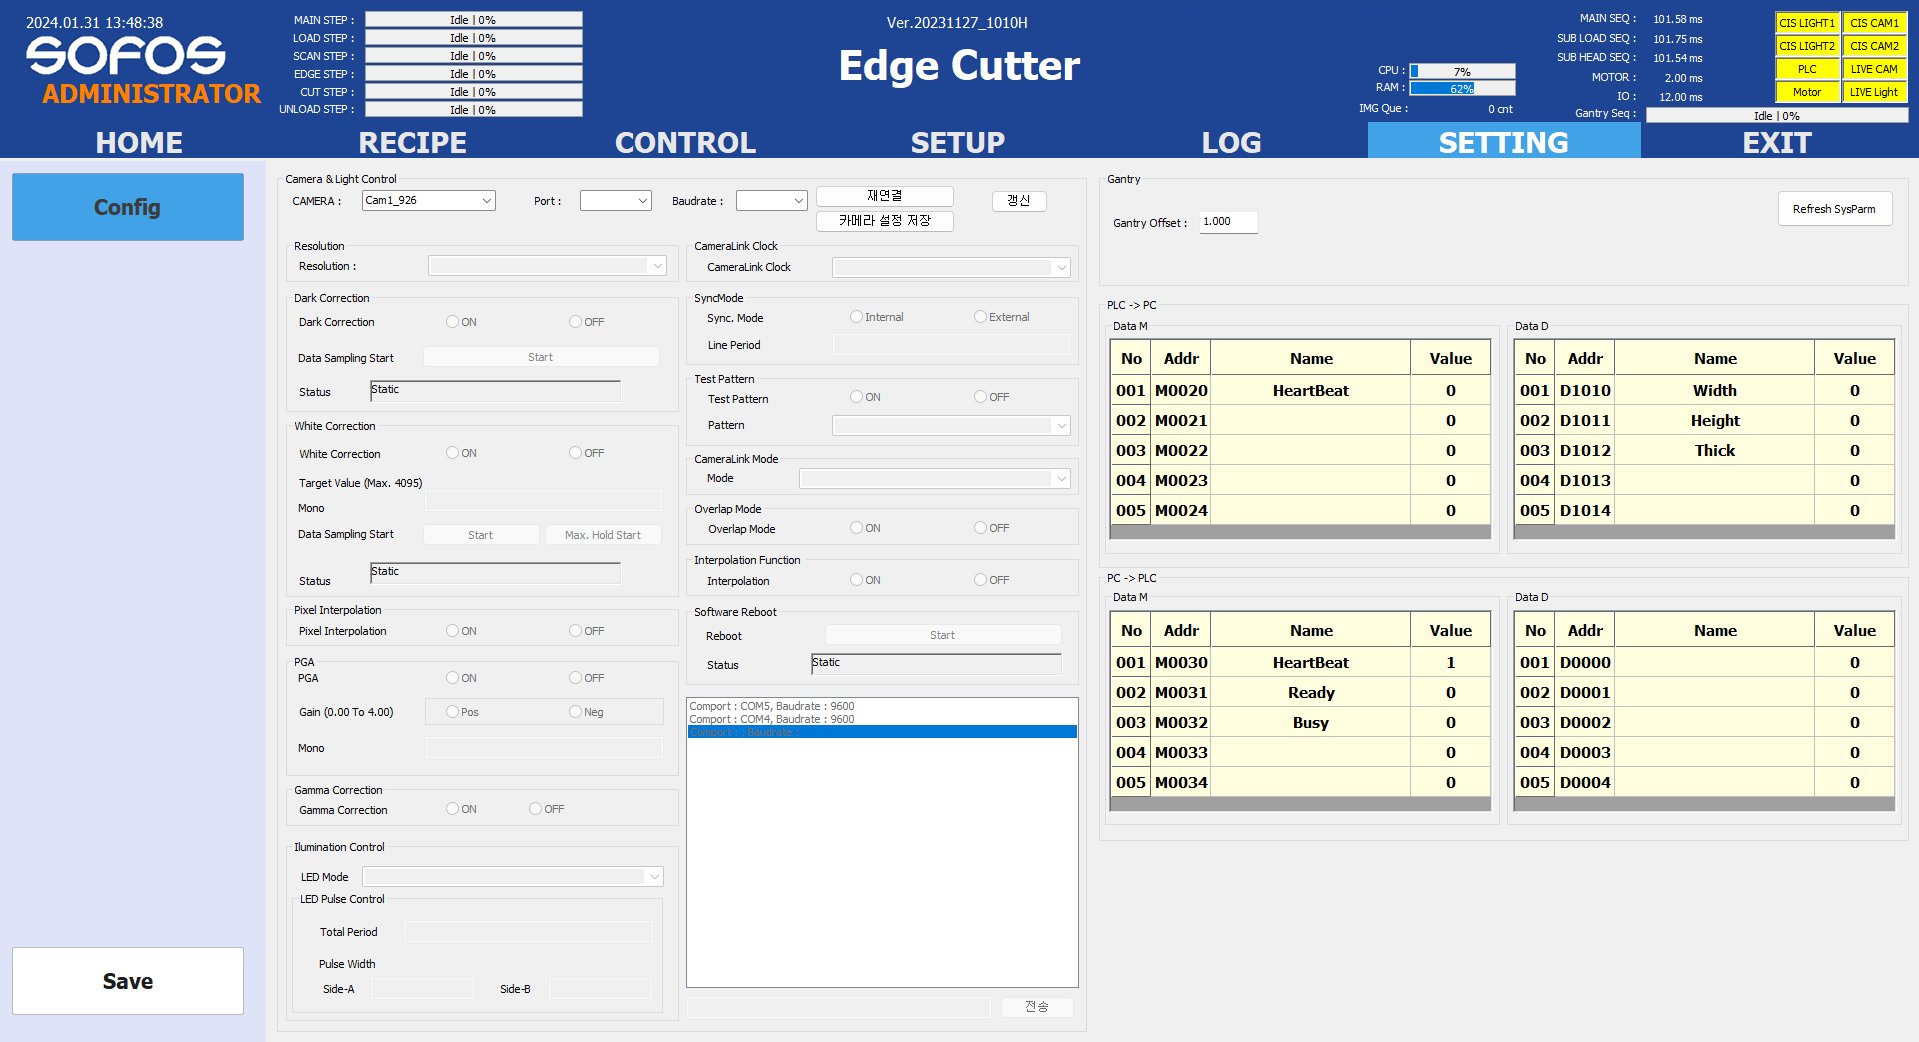 2024.01.31 13:48:38
SOFOS
ADMINISTRATOR
MAIN STEP : Idle | 0%
LOAD STEP : Idle | 0%
SCAN STEP : Idle | 0%
EDGE STEP : Idle | 0%
CUT STEP : Idle | 0%
UNLOAD STEP : Idle | 0%
Ver.20231127_1010H
Edge Cutter
CPU : 7%
RAM : 62%
IMG Que : 0 cnt
MAIN SEQ : 101.58 ms
SUB LOAD SEQ : 101.75 ms
SUB HEAD SEQ : 101.54 ms
MOTOR : 2.00 ms
IO : 12.00 ms
Gantry Seq : Idle | 0%
CIS LIGHT1 CIS CAM1
CIS LIGHT2 CIS CAM2
PLC LIVE CAM
Motor LIVE Light
HOME RECIPE CONTROL SETUP LOG SETTING EXIT
Config
Save
Camera & Light Control
CAMERA : Cam1_926 Port : Baudrate : 재연결 갱신
카메라 설정 저장
Resolution
Resolution :
Dark Correction
Dark Correction ON OFF
Data Sampling Start Start
Status Static
White Correction
White Correction ON OFF
Target Value (Max. 4095)
Mono
Data Sampling Start Start Max. Hold Start
Status Static
Pixel Interpolation
Pixel Interpolation ON OFF
PGA
PGA ON OFF
Gain (0.00 To 4.00) Pos Neg
Mono
Gamma Correction
Gamma Correction ON OFF
Ilumination Control
LED Mode
LED Pulse Control
Total Period
Pulse Width
Side-A Side-B
CameraLink Clock
CameraLink Clock
SyncMode
Sync. Mode Internal External
Line Period
Test Pattern
Test Pattern ON OFF
Pattern
CameraLink Mode
Mode
Overlap Mode
Overlap Mode ON OFF
Interpolation Function
Interpolation ON OFF
Software Reboot
Reboot Start
Status Static
Comport : COM5, Baudrate : 9600
Comport : COM4, Baudrate : 9600
Comport : -, Baudrate :
전송
Gantry
Gantry Offset : 1.000
Refresh SysParm
PLC -> PC
Data M
No Addr Name Value
001 M0020 HeartBeat 0
002 M0021 0
003 M0022 0
004 M0023 0
005 M0024 0
Data D
No Addr Name Value
001 D1010 Width 0
002 D1011 Height 0
003 D1012 Thick 0
004 D1013 0
005 D1014 0
PC -> PLC
Data M
No Addr Name Value
001 M0030 HeartBeat 1
002 M0031 Ready 0
003 M0032 Busy 0
004 M0033 0
005 M0034 0
Data D
No Addr Name Value
001 D0000 0
002 D0001 0
003 D0002 0
004 D0003 0
005 D0004 0